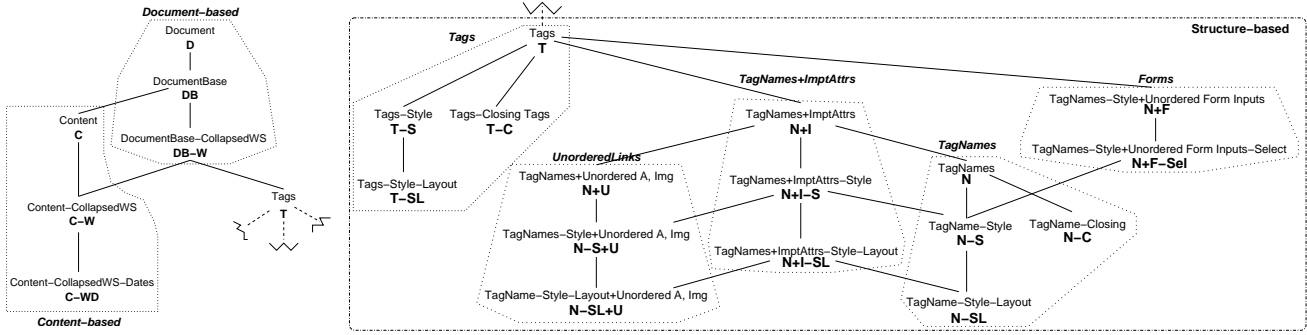 Document−based
Document
D
DocumentBase
DB
Content
C
DocumentBase−CollapsedWS
DB−W
Content−CollapsedWS
C−W
Tags
T
Content−CollapsedWS−Dates
C−WD
Content−based
Structure−based
Tags
Tags
T
Tags−Style
T−S
Tags−Closing Tags
T−C
Tags−Style−Layout
T−SL
TagNames+ImptAttrs
TagNames+ImptAttrs
N+I
TagNames+ImptAttrs−Style
N+I−S
TagNames+ImptAttrs−Style−Layout
N+I−SL
UnorderedLinks
TagNames+Unordered A, Img
N+U
TagNames−Style+Unordered A, Img
N−S+U
TagName−Style−Layout+Unordered A, Img
N−SL+U
TagNames
TagNames
N
TagName−Style
N−S
TagName−Closing
N−C
TagName−Style−Layout
N−SL
Forms
TagNames−Style+Unordered Form Inputs
N+F
TagNames−Style+Unordered Form Inputs−Select
N+F−Sel